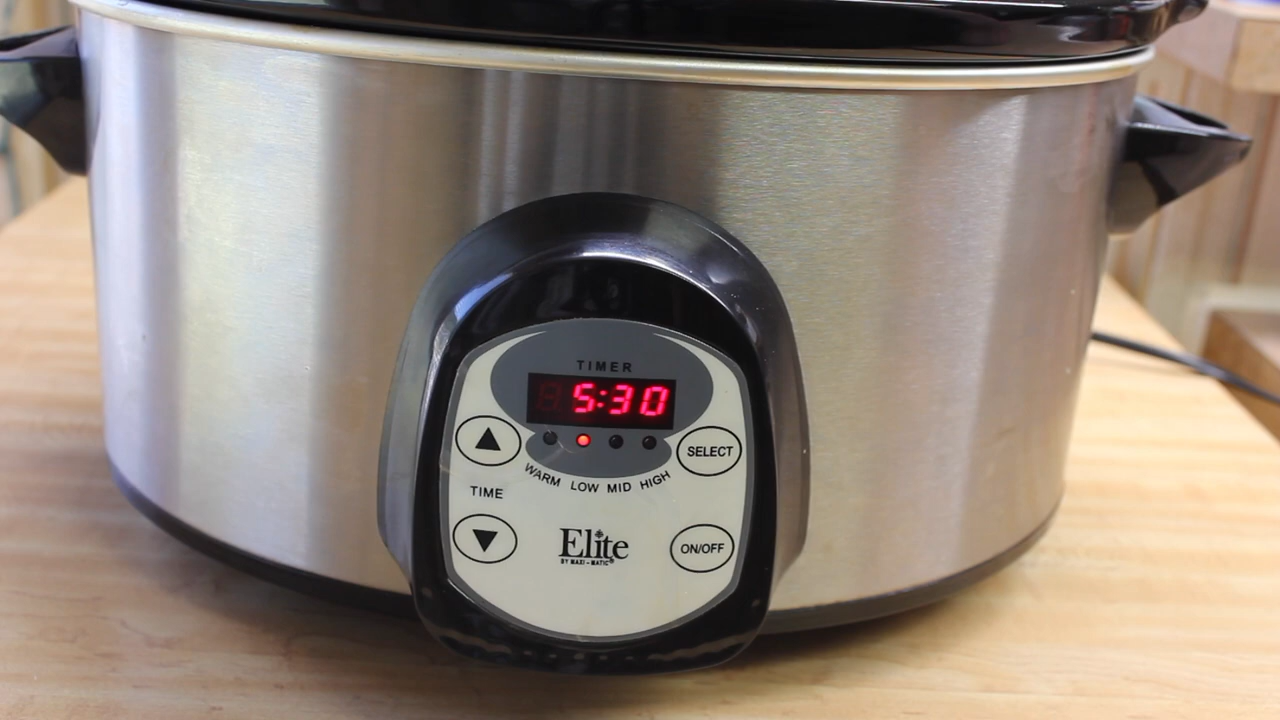 TIMER
5:30
WARM LOW MID HIGH
SELECT
TIME
ON/OFF
Elite
BY MAXI-MATIC®